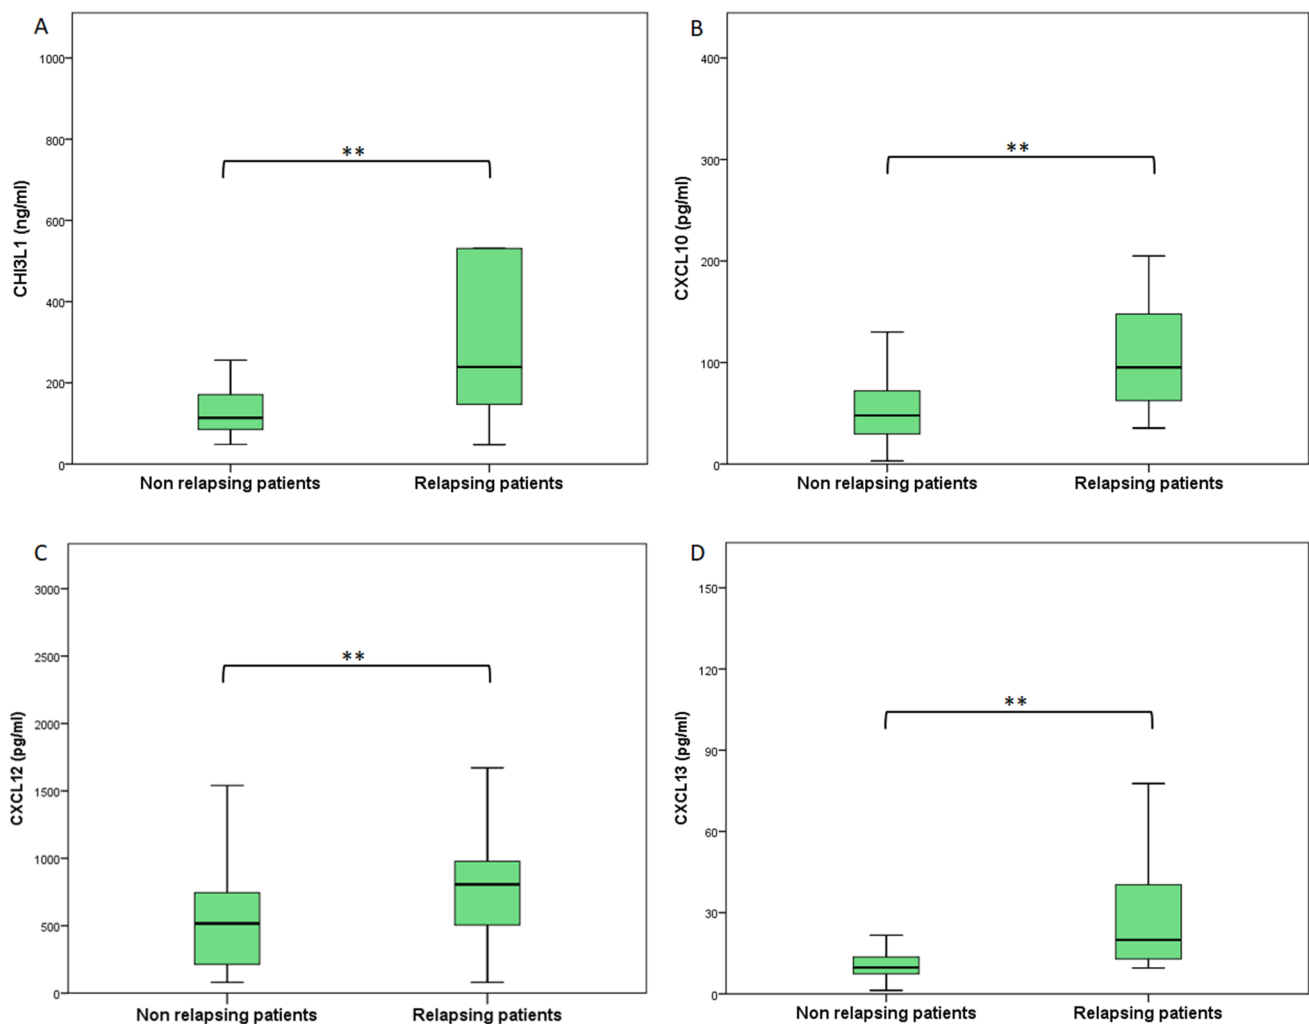 A
CHI3L1 (ng/ml)
1000
800
600
400
200
0
**
Non relapsing patients
Relapsing patients
B
CXCL10 (pg/ml)
400
300
200
100
0
**
Non relapsing patients
Relapsing patients
C
CXCL12 (pg/ml)
3000
2500
2000
1500
1000
500
0
**
Non relapsing patients
Relapsing patients
D
CXCL13 (pg/ml)
150
120
90
60
30
0
**
Non relapsing patients
Relapsing patients